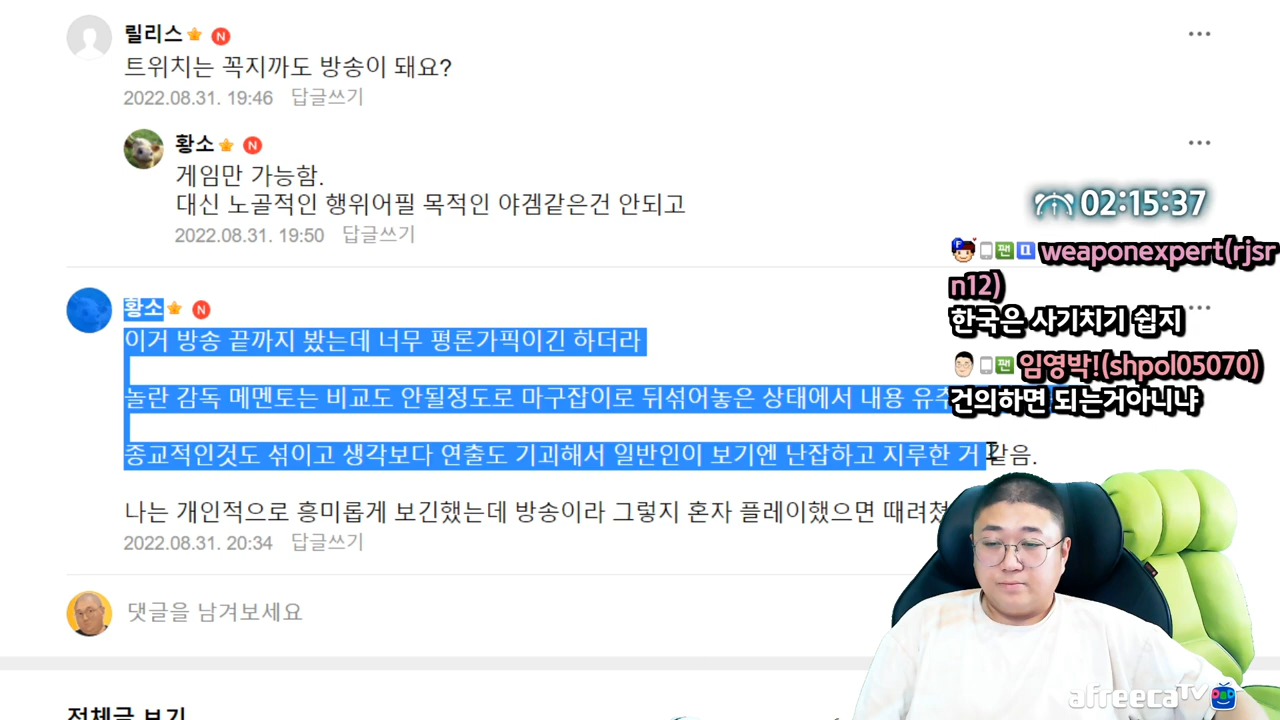 릴리스 N
트위치는 꼭지까도 방송이 돼요?
2022.08.31. 19:46 답글쓰기
황소 N
게임만 가능함.
대신 노골적인 행위어필 목적인 야겜같은건 안되고
2022.08.31. 19:50 답글쓰기
02:15:37
F 팬 n weaponexpert(rjsr
n12)
한국은 사기치기 쉽지
팬 임영박!(shpol05070)
건의하면 되는거아니냐
황소 N
이거 방송 끝까지 봤는데 너무 평론가픽이긴 하더라
놀란 감독 메멘토는 비교도 안될정도로 마구잡이로 뒤섞어놓은 상태에서 내용
종교적인것도 섞이고 생각보다 연출도 기괴해서 일반인이 보기엔 난잡하고 지루한 거 같음.
나는 개인적으로 흥미롭게 보긴했는데 방송이라 그렇지 혼자 플레이했으면
2022.08.31. 20:34 답글쓰기
댓글을 남겨보세요
전체글 보기
afreecaTV